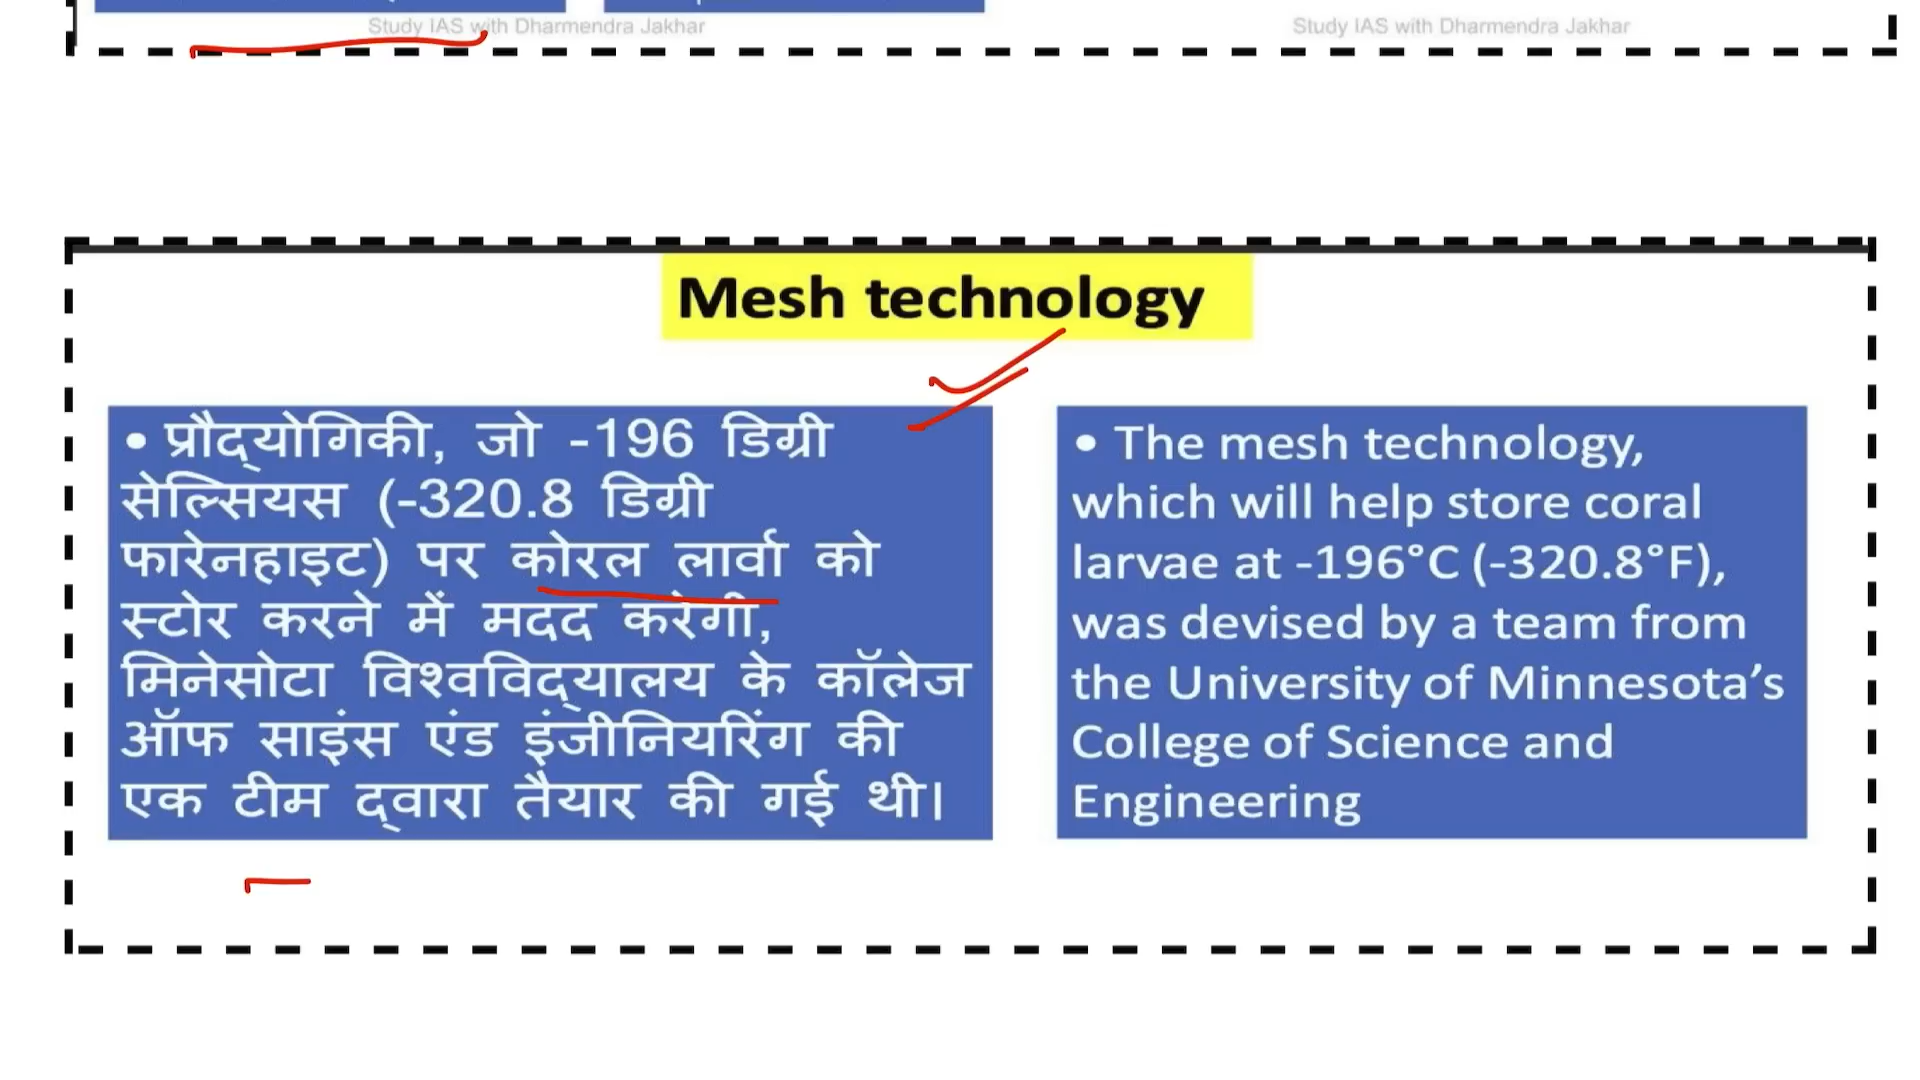 Study IAS with Dharmendra Jakhar
Study IAS with Dharmendra Jakhar
Mesh technology
• प्रौद्योगिकी, जो -196 डिग्री
सेल्सियस (-320.8 डिग्री
फारेनहाइट) पर कोरल लार्वा को
स्टोर करने में मदद करेगी,
मिनेसोटा विश्वविद्यालय के कॉलेज
ऑफ साइंस एंड इंजीनियरिंग की
एक टीम द्वारा तैयार की गई थी।
• The mesh technology,
which will help store coral
larvae at -196°C (-320.8°F),
was devised by a team from
the University of Minnesota’s
College of Science and
Engineering